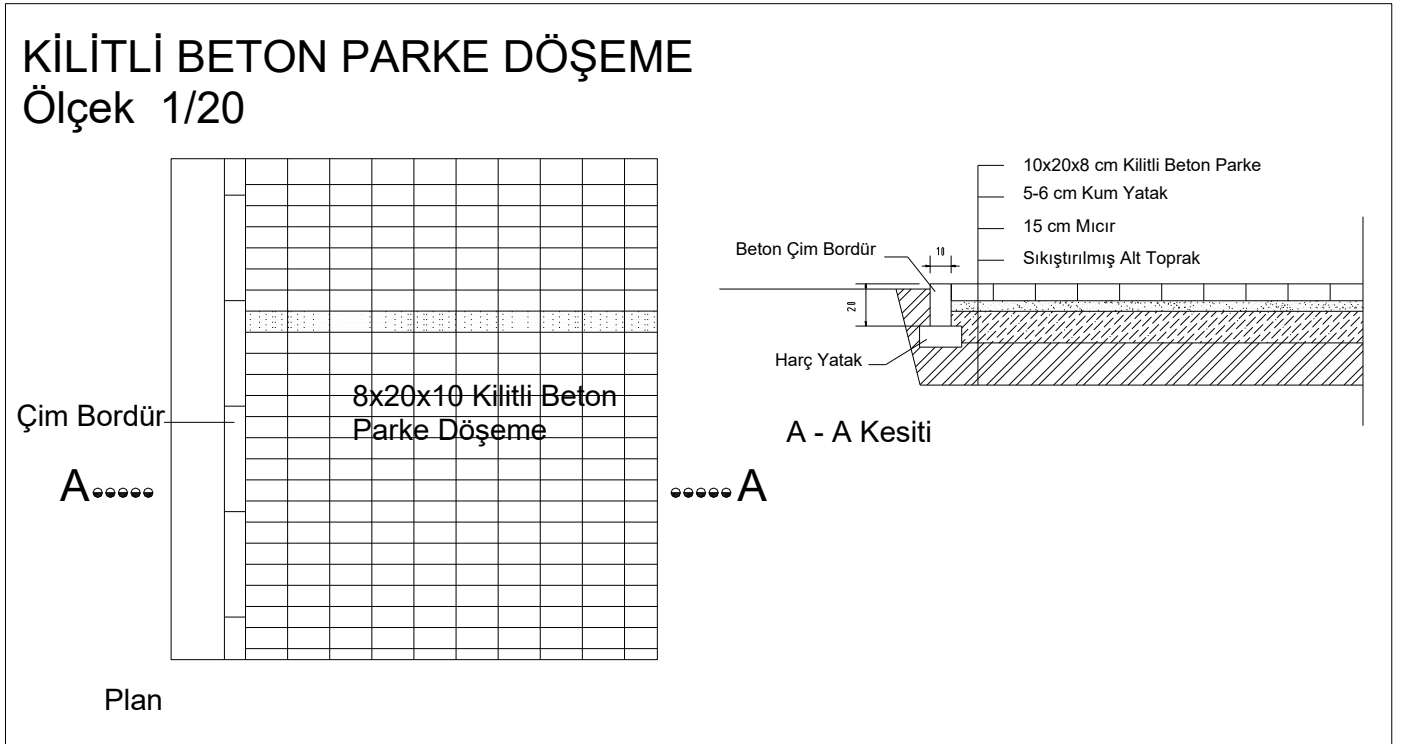 KİLİTLİ BETON PARKE DÖŞEME
Ölçek 1/20
Çim Bordür
8x20x10 Kilitli Beton
Parke Döşeme
A
A
Plan
10x20x8 cm Kilitli Beton Parke
5-6 cm Kum Yatak
15 cm Mıcır
Sıkıştırılmış Alt Toprak
Beton Çim Bordür
10
20
Harç Yatak
A - A Kesiti